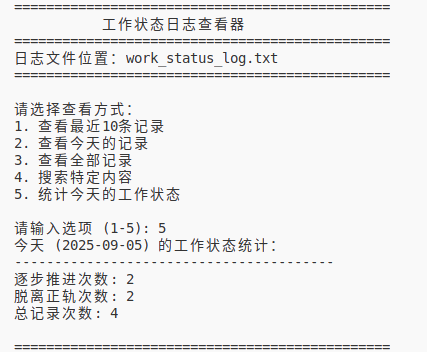 ===============================================
工作状态日志查看器
===============================================
日志文件位置: work_status_log.txt
===============================================
请选择查看方式:
1. 查看最近10条记录
2. 查看今天的记录
3. 查看全部记录
4. 搜索特定内容
5. 统计今天的工作状态
请输入选项 (1-5): 5
今天 (2025-09-05) 的工作状态统计:
----------------------------------------
逐步推进次数: 2
脱离正轨次数: 2
总记录次数: 4
===============================================